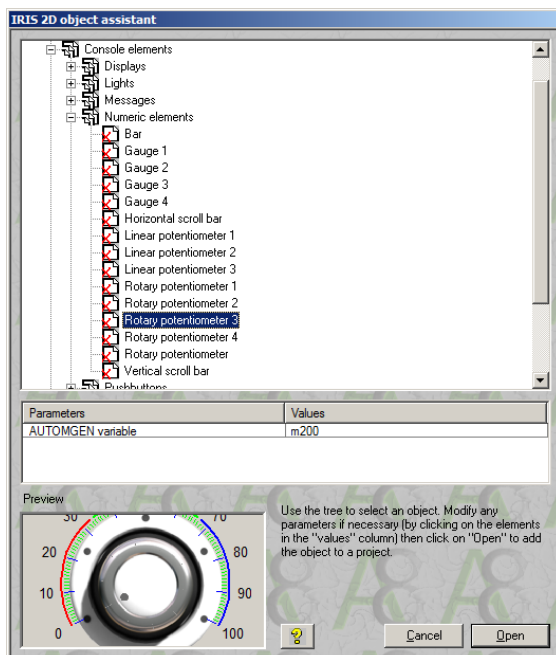 IRIS 2D object assistant
Console elements
Displays
Lights
Messages
Numeric elements
Bar
Gauge 1
Gauge 2
Gauge 3
Gauge 4
Horizontal scroll bar
Linear potentiometer 1
Linear potentiometer 2
Linear potentiometer 3
Rotary potentiometer 1
Rotary potentiometer 2
Rotary potentiometer 3
Rotary potentiometer 4
Rotary potentiometer
Vertical scroll bar
Pushbuttons
Parameters Values
AUTOMGEN variable m200
Preview
30 70
20 80
10 90
0 100
Use the tree to select an object. Modify any
parameters if necessary (by clicking on the elements
in the "values" column) then click on "Open" to add
the object to a project.
? Cancel Open